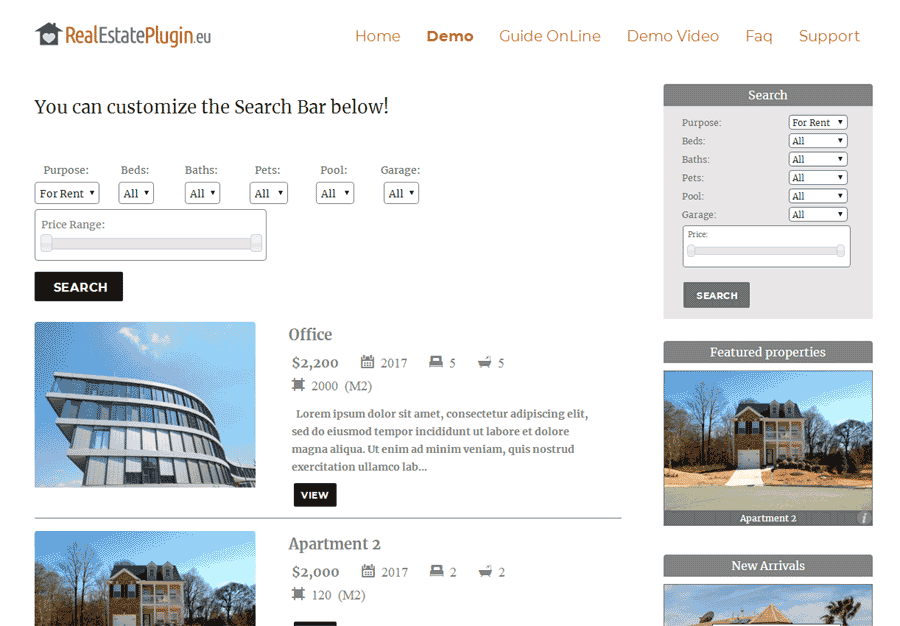 RealEstatePlugin.eu
Home Demo Guide OnLine Demo Video Faq Support
You can customize the Search Bar below!
Purpose: Beds: Baths: Pets: Pool: Garage:
For Rent All All All All All
Price Range:
SEARCH
Office
$2,200 2017 5 5
2000 (M2)
Lorem ipsum dolor sit amet, consectetur adipiscing elit,
sed do eiusmod tempor incididunt ut labore et dolore
magna aliqua. Ut enim ad minim veniam, quis nostrud
exercitation ullamco lab...
VIEW
Apartment 2
$2,000 2017 2 2
120 (M2)
Search
Purpose: For Rent
Beds: All
Baths: All
Pets: All
Pool: All
Garage: All
Price:
SEARCH
Featured properties
Apartment 2
i
New Arrivals